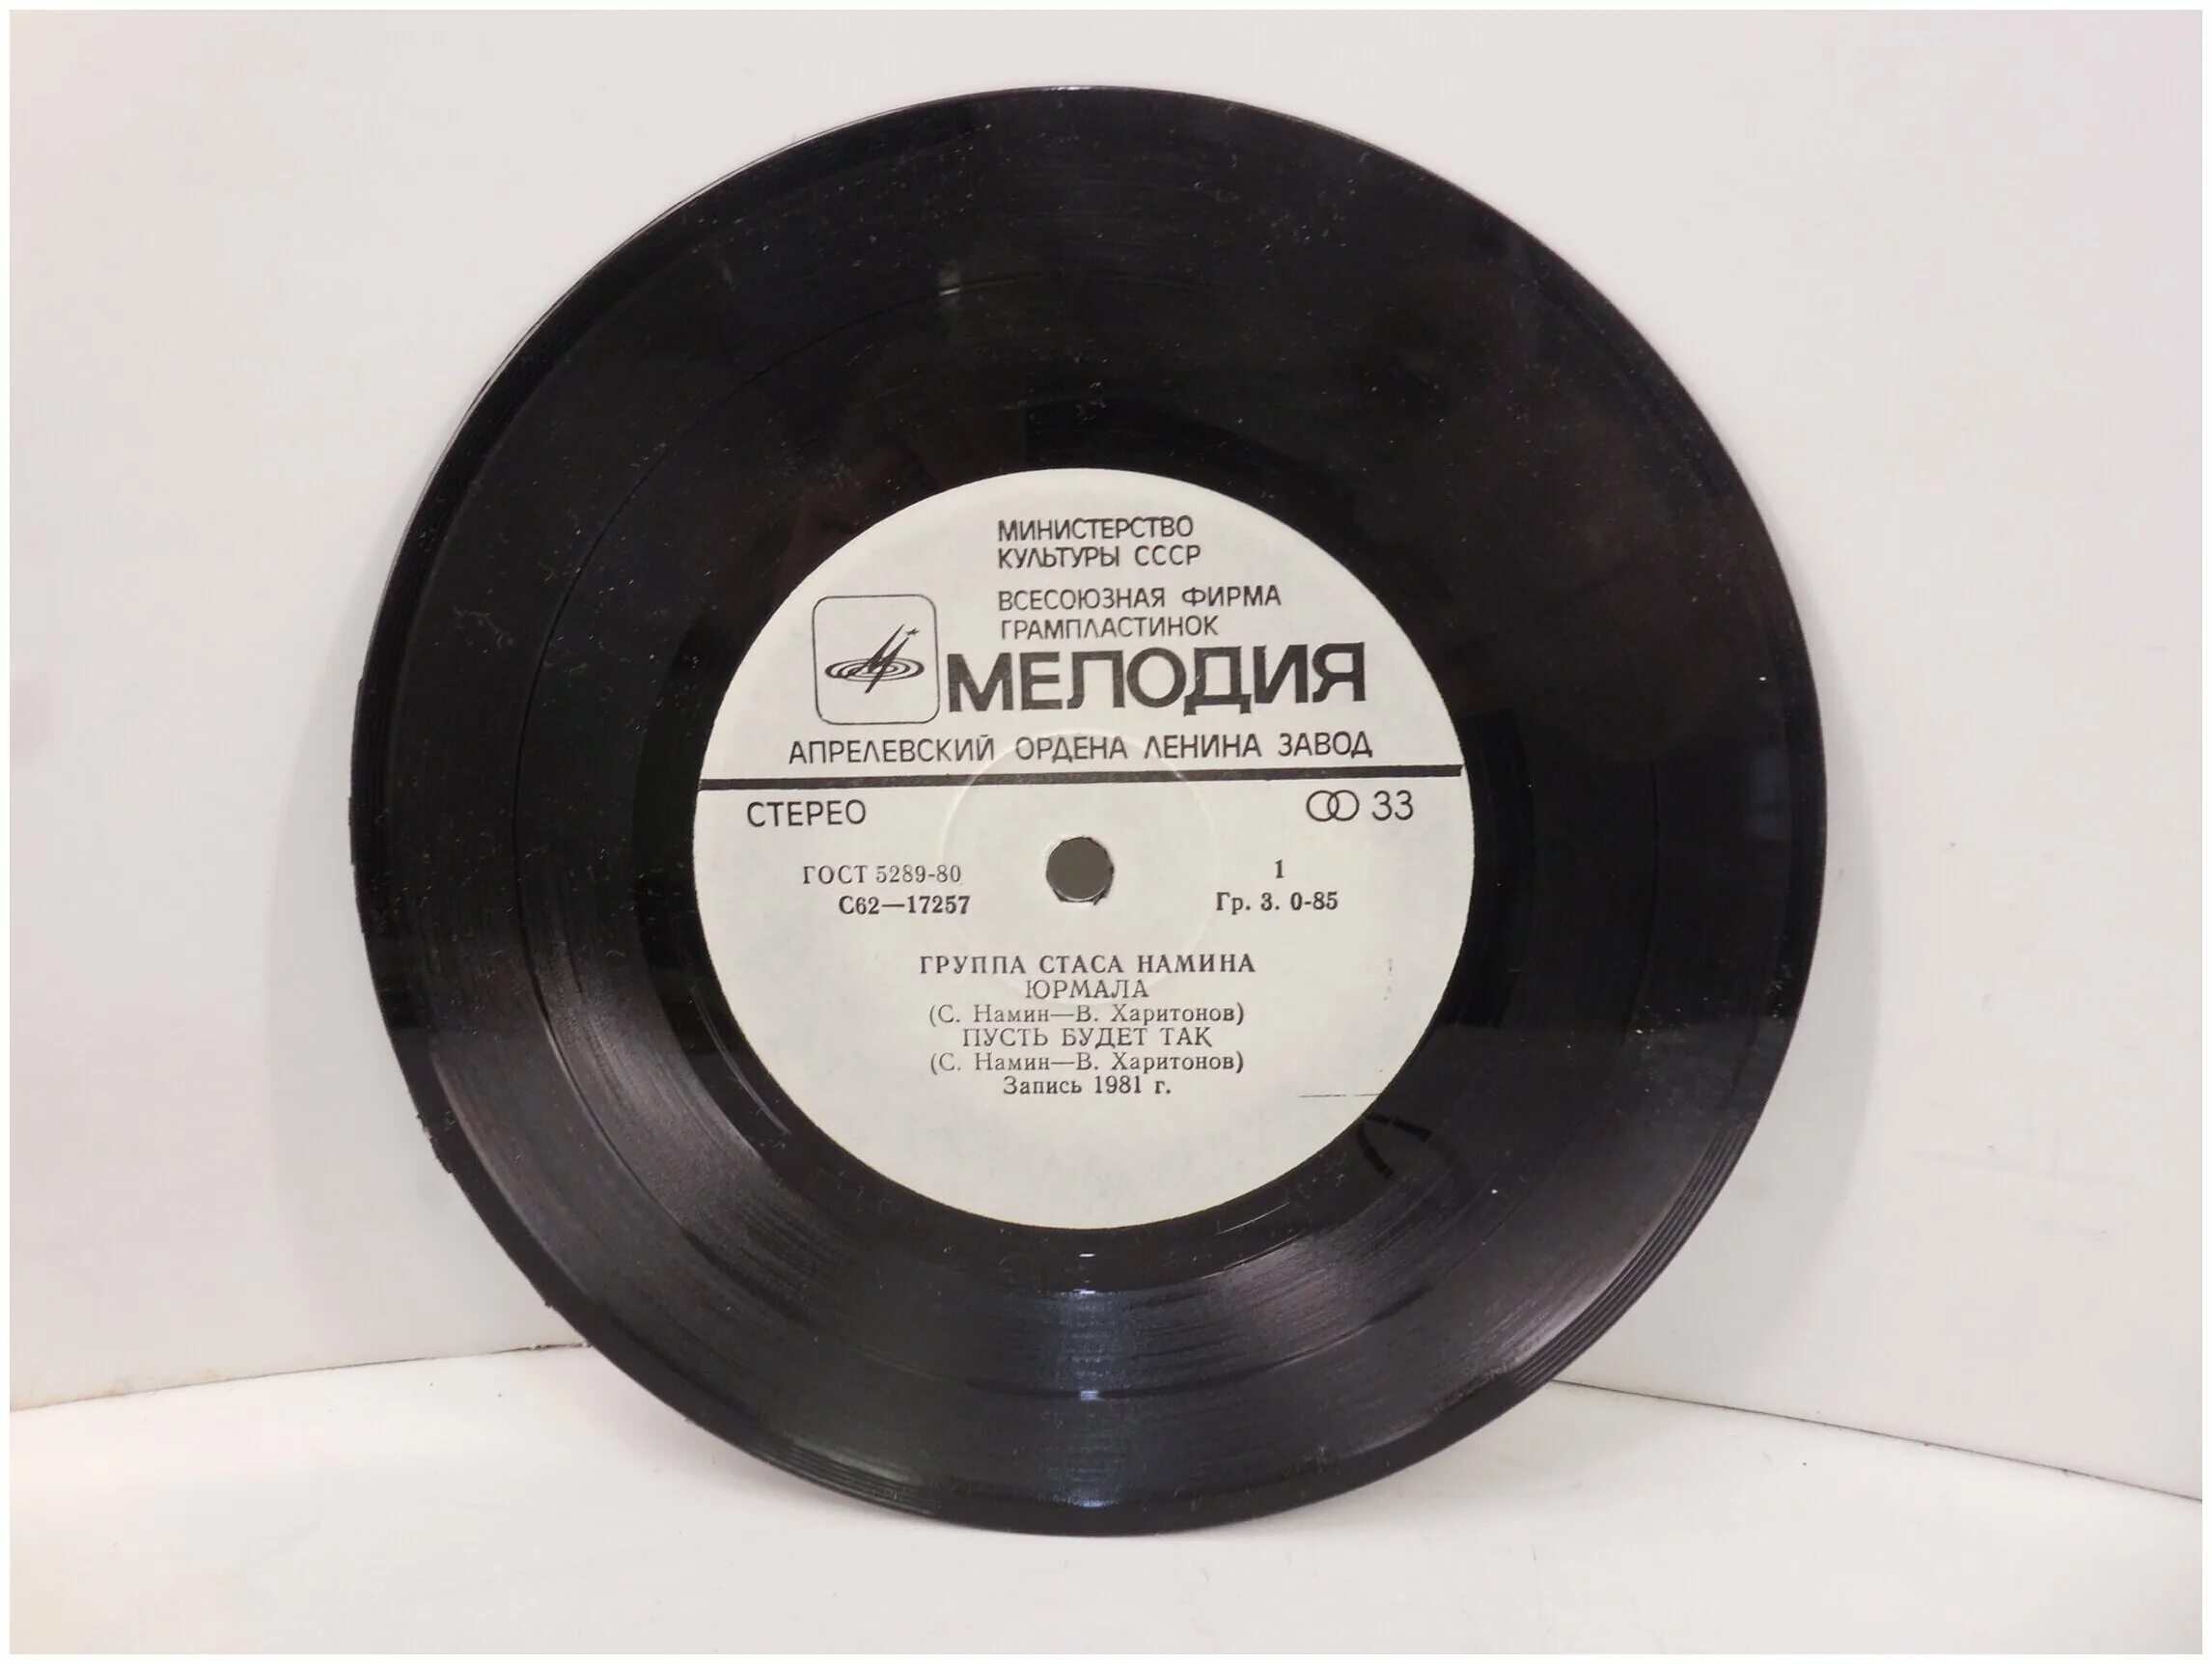 МИНИСТЕРСТВО
КУЛЬТУРЫ СССР
ВСЕСОЮЗНАЯ ФИРМА
ГРАМПЛАСТИНОК
МЕЛОДИЯ
АПРЕЛЕВСКИЙ ОРДЕНА ЛЕНИНА ЗАВОД
СТЕРЕО 33
ГОСТ 5289-80 1
С62—17257 Гр. 3. 0-85
ГРУППА СТАСА НАМИНА
ЮРМАЛА
(С. Намин—В. Харитонов)
ПУСТЬ БУДЕТ ТАК
(С. Намин—В. Харитонов)
Запись 1981 г.